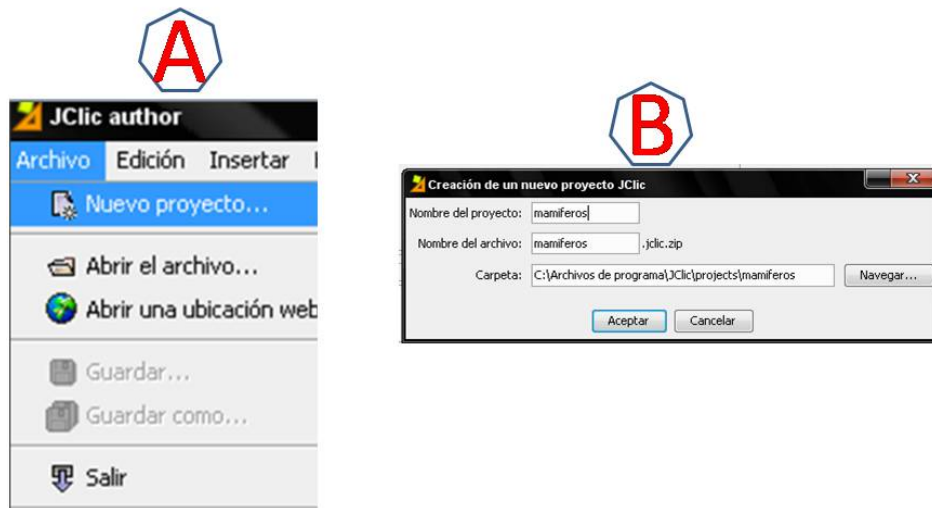 A
JClic author
Archivo Edición Insertar
Nuevo proyecto...
Abrir el archivo...
Abrir una ubicación web
Guardar...
Guardar como...
Salir
B
Creación de un nuevo proyecto JClic
Nombre del proyecto: mamiferos
Nombre del archivo: mamiferos .jclic.zip
Carpeta: C:\Archivos de programa\JClic\projects\mamiferos Navegar...
Aceptar Cancelar